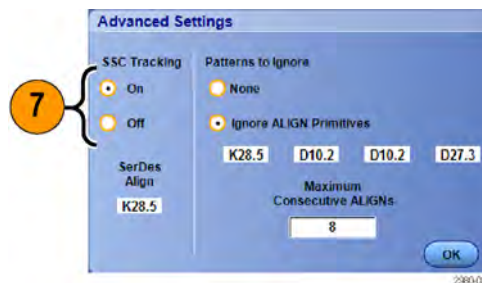 Advanced Settings
SSC Tracking
On
Off
SerDes
Align
K28.5
Patterns to Ignore
None
Ignore ALIGN Primitives
K28.5 D10.2 D10.2 D27.3
Maximum
Consecutive ALIGNs
8
OK
7